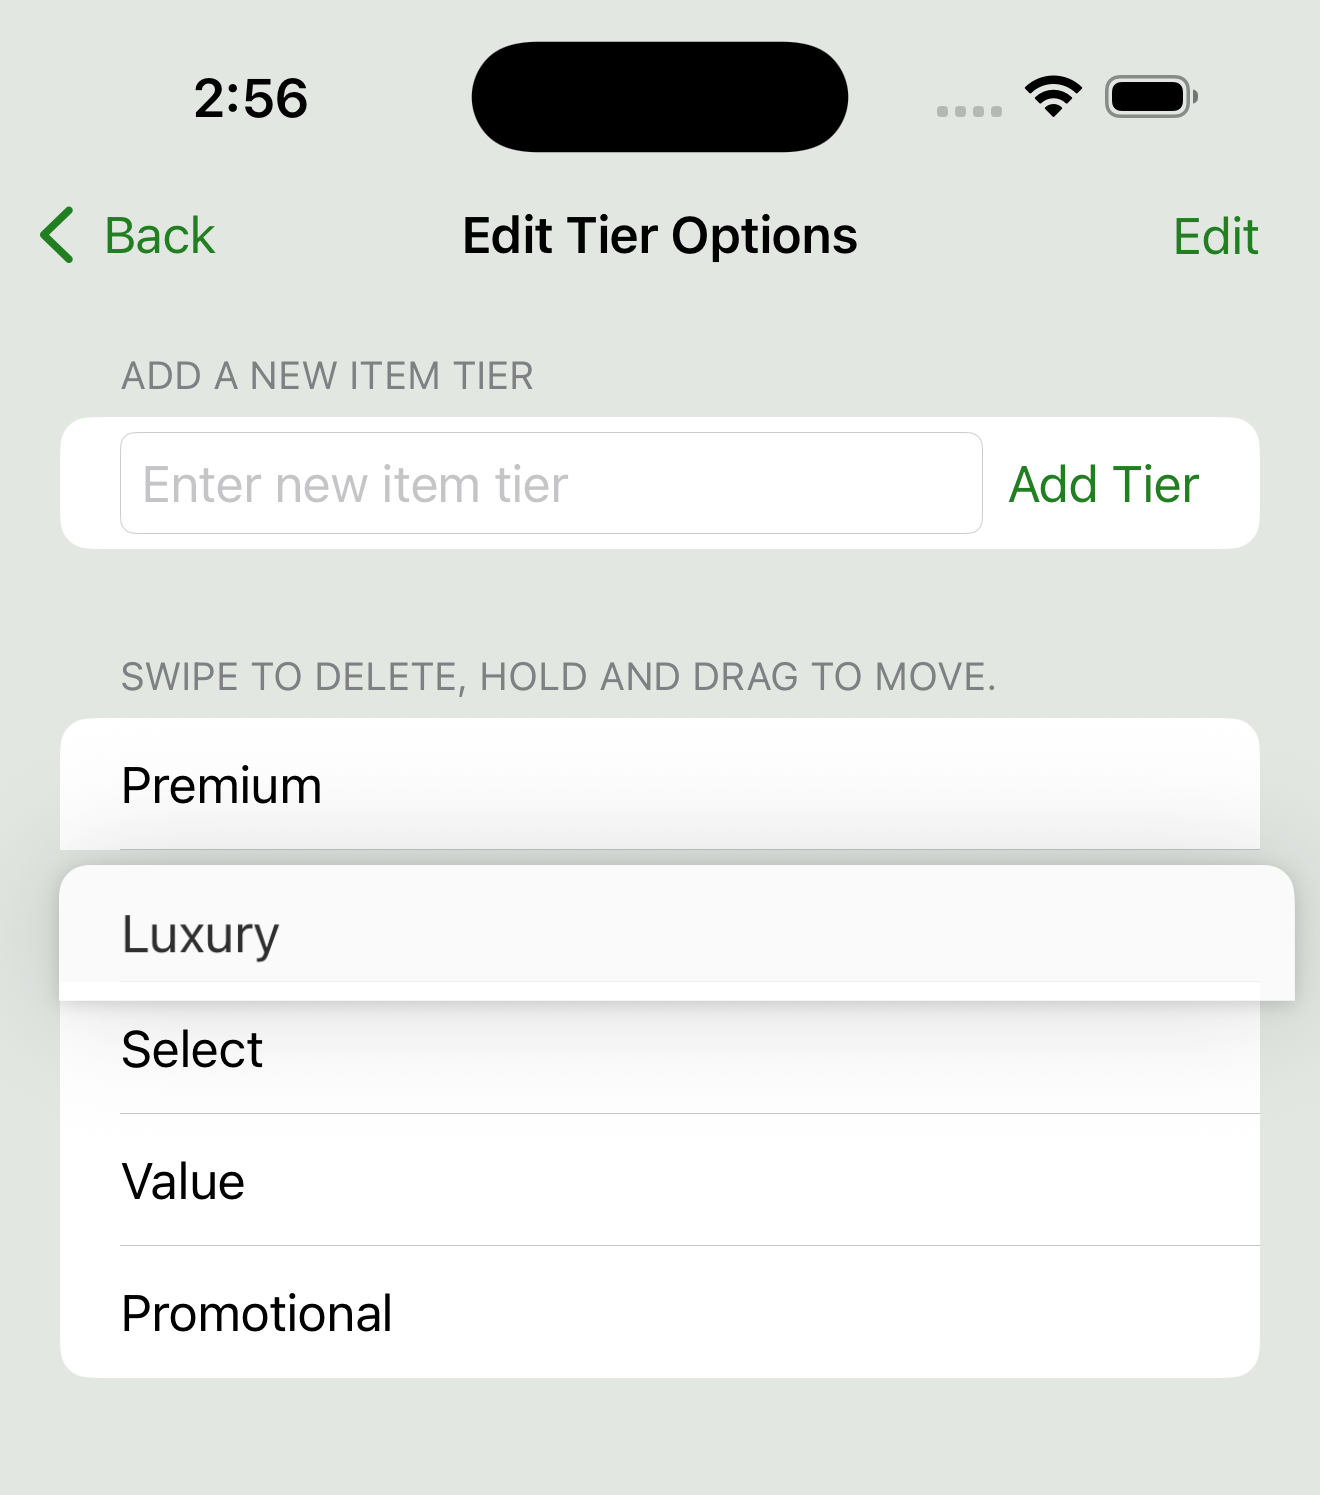 2:56
Back
Edit Tier Options
Edit
ADD A NEW ITEM TIER
Enter new item tier
Add Tier
SWIPE TO DELETE, HOLD AND DRAG TO MOVE.
Premium
Luxury
Select
Value
Promotional